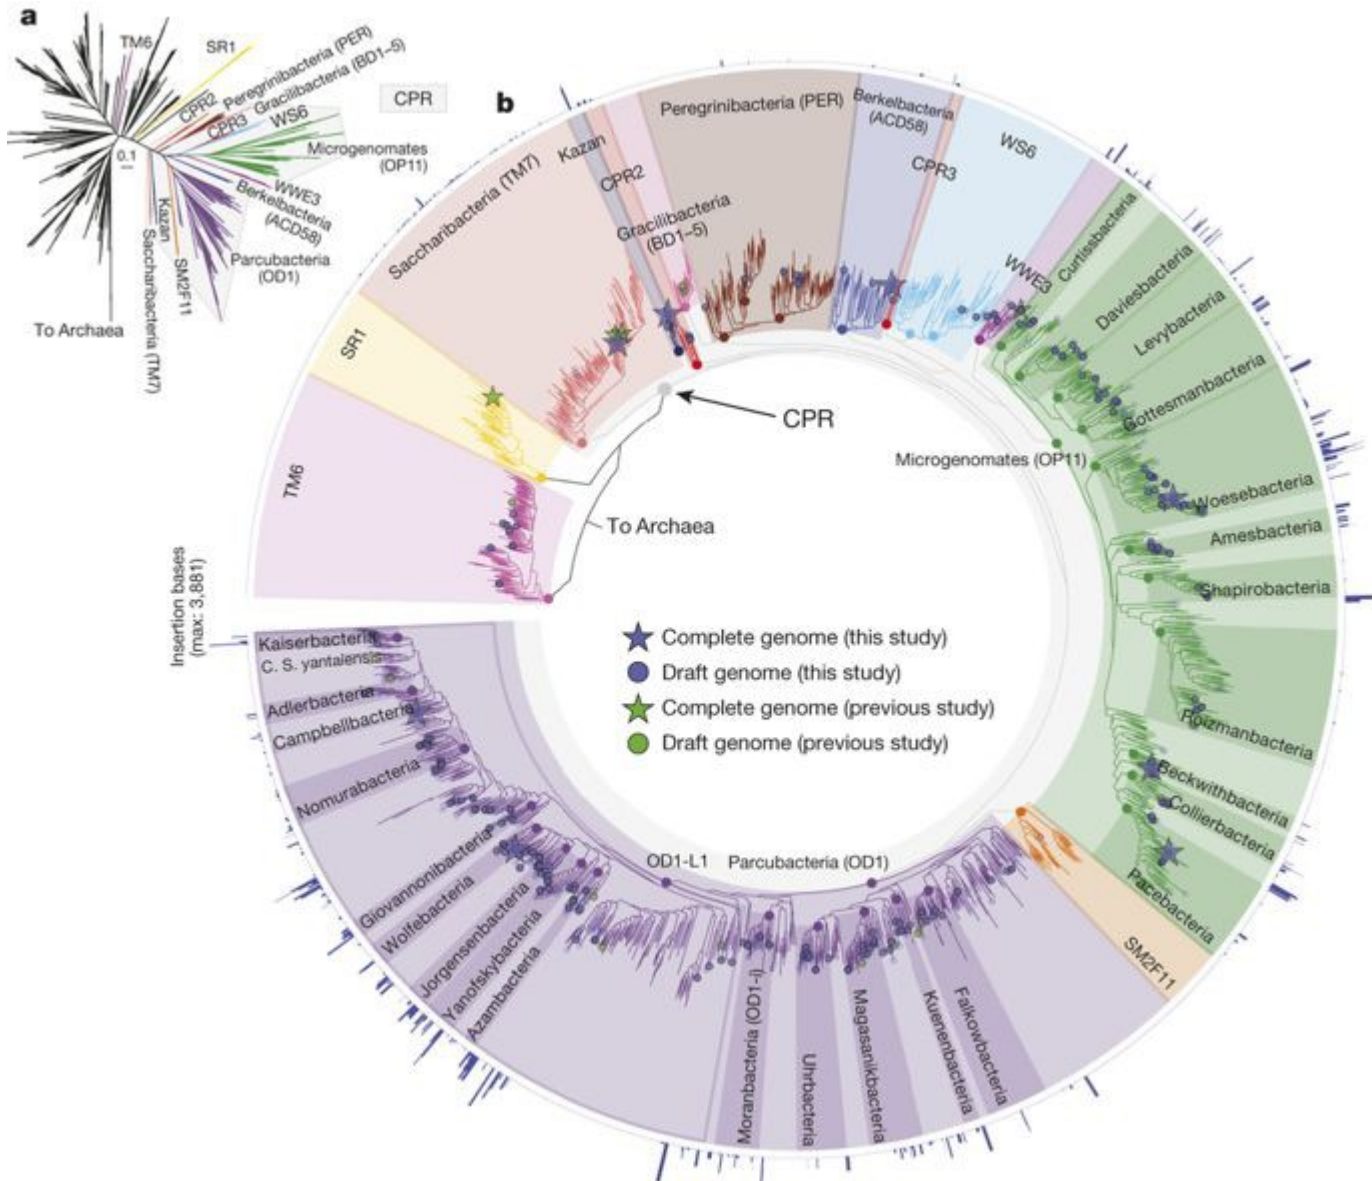 a
TM6
SR1
Peregrinibacteria (PER)
Gracilibacteria (BD1–5)
CPR2
CPR3
WS6
CPR
Microgenomates
(OP11)
0.1
WWE3
Berkelbacteria
(ACD58)
Parcubacteria
(OD1)
Kazan
SM2F11
Saccharibacteria (TM7)
To Archaea
b
TM6
SR1
Saccharibacteria (TM7)
Kazan
CPR2
Gracilibacteria
(BD1–5)
Peregrinibacteria (PER)
Berkelbacteria
(ACD58)
CPR3
WS6
WWE3
Curtissbacteria
Daviesbacteria
Levybacteria
Gottesmanbacteria
Microgenomates (OP11)
Woesebacteria
Amesbacteria
Shapirobacteria
Roizmanbacteria
Beckwithbacteria
Collierbacteria
Pacebacteria
SM2F11
CPR
To Archaea
Insertion bases
(max: 3,881)
Complete genome (this study)
Draft genome (this study)
Complete genome (previous study)
Draft genome (previous study)
Kaiserbacteria
C. S. yantalensis
Adlerbacteria
Campbellbacteria
Nomurabacteria
Giovannonibacteria
Wolfebacteria
Jorgensenbacteria
Yanofskybacteria
Azambacteria
OD1-L1
Parcubacteria (OD1)
Moranbacteria (OD1-i)
Uhrbacteria
Magasanikbacteria
Kuenenbacteria
Falkowbacteria